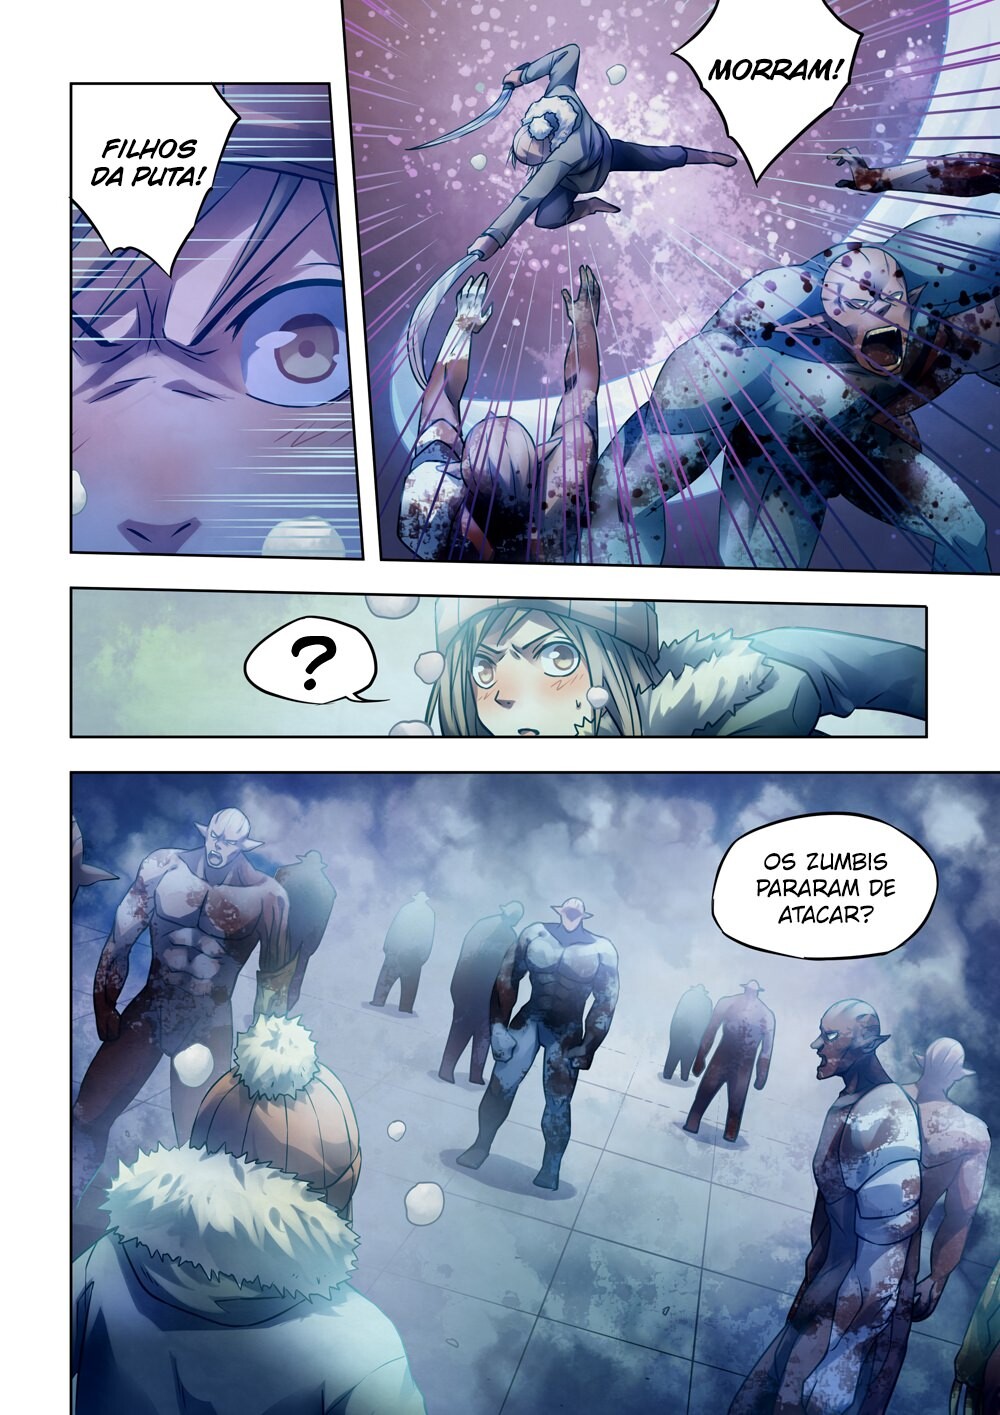 FILHOS
DA PUTA!
MORRAM!
?
OS ZUMBIS
PARARAM DE
ATACAR?